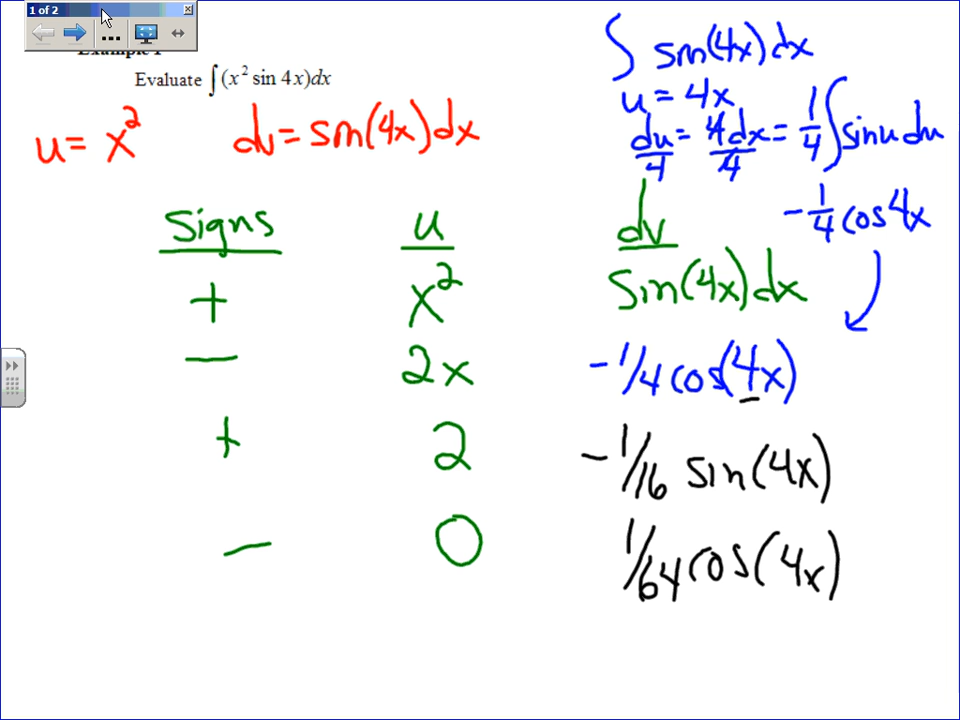 1 of 2
Example 1
Evaluate ∫(x² sin 4x)dx
u = x² dv = sin(4x)dx
∫ sin(4x)dx
u = 4x
du/4 = 4dx/4 = 1/4 ∫ sin u du
-1/4 cos 4x
Signs u dv
+ x² sin(4x)dx
- 2x -1/4 cos(4x)
+ 2 -1/16 sin(4x)
- 0 1/64 cos(4x)